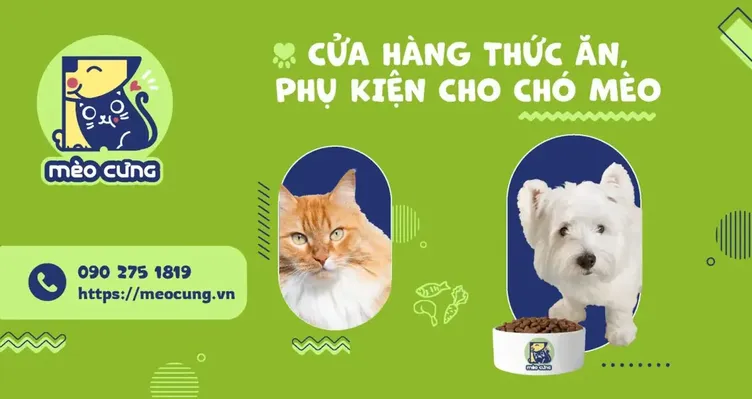 CỬA HÀNG THỨC ĂN,
PHỤ KIỆN CHO CHÓ MÈO
mèo cưng
090 275 1819
https://meocung.vn
mèo cưng